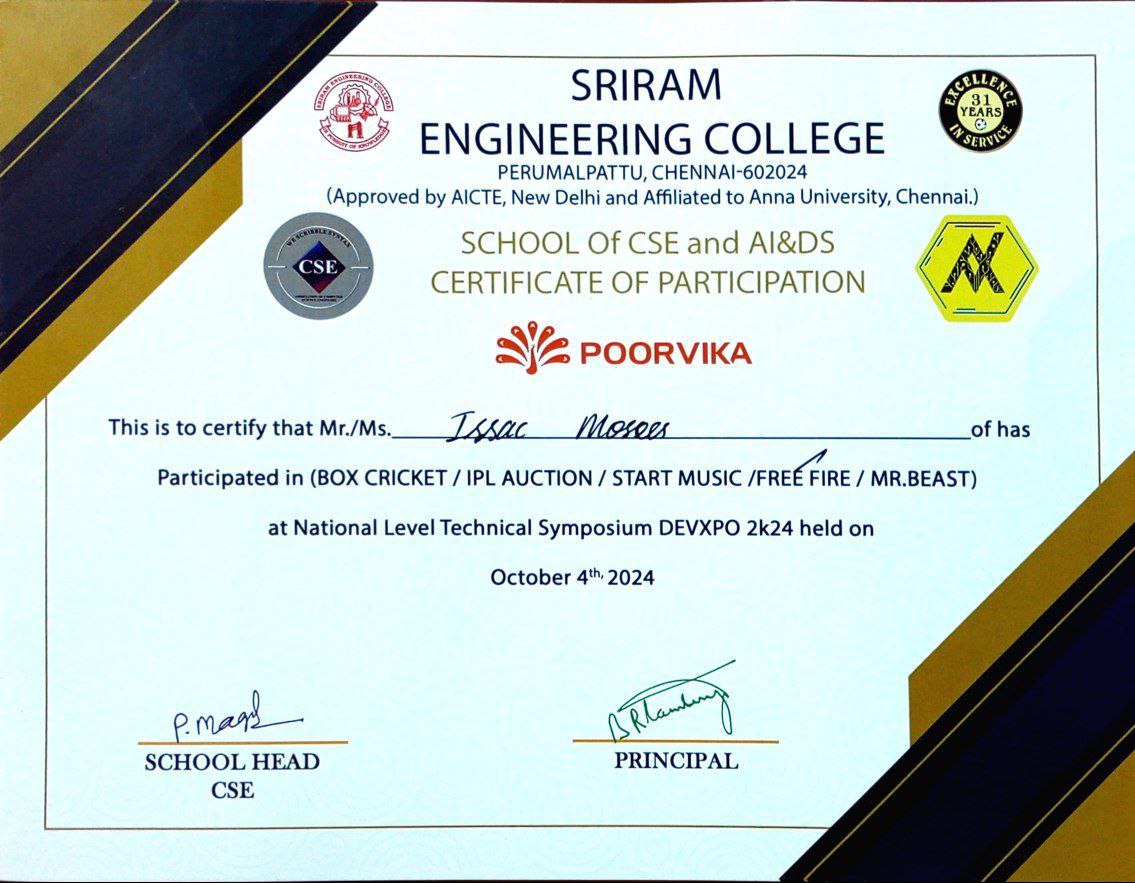 SRIRAM ENGINEERING COLLEGE
IN PURSUIT OF KNOWLEDGE
EXCELLENCE
31
YEARS
IN SERVICE
SRIRAM
ENGINEERING COLLEGE
PERUMALPATTU, CHENNAI-602024
(Approved by AICTE, New Delhi and Affiliated to Anna University, Chennai.)
WE SCRIBBLE SYNTAX
CSE
SCHOOL Of CSE and AI&DS
CERTIFICATE OF PARTICIPATION
POORVIKA
This is to certify that Mr./Ms. Issac Moses of has
Participated in (BOX CRICKET / IPL AUCTION / START MUSIC /FREE FIRE / MR.BEAST)
at National Level Technical Symposium DEVXPO 2k24 held on
October 4th, 2024
SCHOOL HEAD
CSE
PRINCIPAL